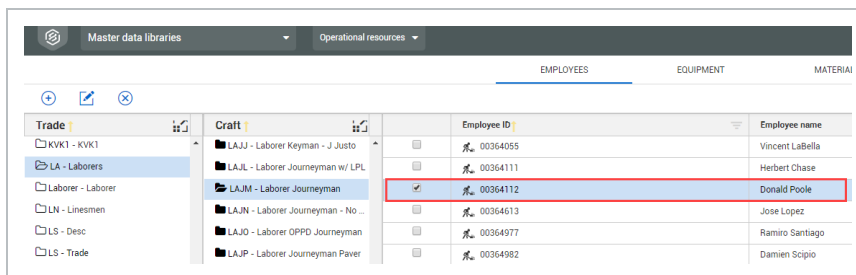 Master data libraries Operational resources
EMPLOYEES EQUIPMENT MATERIAL
Trade Craft Employee ID Employee name
KVK1 - KVK1 LAJJ - Laborer Keyman - J Justo 00364055 Vincent LaBella
LA - Laborers LAJL - Laborer Journeyman w/ LPL 00364111 Herbert Chase
Laborer - Laborer LAJM - Laborer Journeyman 00364112 Donald Poole
LN - Linesmen LAJN - Laborer Journeyman - No ... 00364613 Jose Lopez
LS - Desc LAJO - Laborer OPPD Journeyman 00364977 Ramiro Santiago
LS - Trade LAJP - Laborer Journeyman Paver 00364982 Damien Scipio